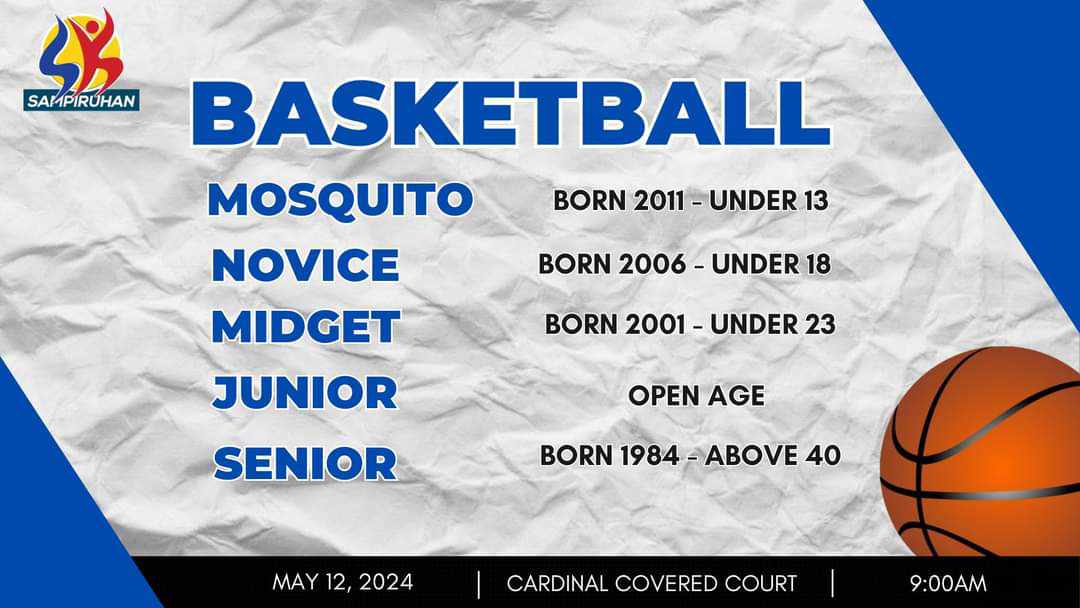 SAMPIRUHAN
BASKETBALL
MOSQUITO BORN 2011 - UNDER 13
NOVICE BORN 2006 - UNDER 18
MIDGET BORN 2001 - UNDER 23
JUNIOR OPEN AGE
SENIOR BORN 1984 - ABOVE 40
MAY 12, 2024 | CARDINAL COVERED COURT | 9:00AM